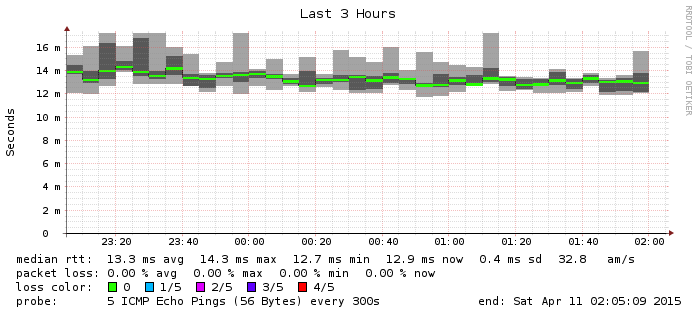 Last 3 Hours
RRDTOOL / TOBI OETIKER
Seconds
16 m
14 m
12 m
10 m
8 m
6 m
4 m
2 m
0
23:20 23:40 00:00 00:20 00:40 01:00 01:20 01:40 02:00
median rtt: 13.3 ms avg 14.3 ms max 12.7 ms min 12.9 ms now 0.4 ms sd 32.8 am/s
packet loss: 0.00 % avg 0.00 % max 0.00 % min 0.00 % now
loss color: 0 1/5 2/5 3/5 4/5
probe: 5 ICMP Echo Pings (56 Bytes) every 300s end: Sat Apr 11 02:05:09 2015